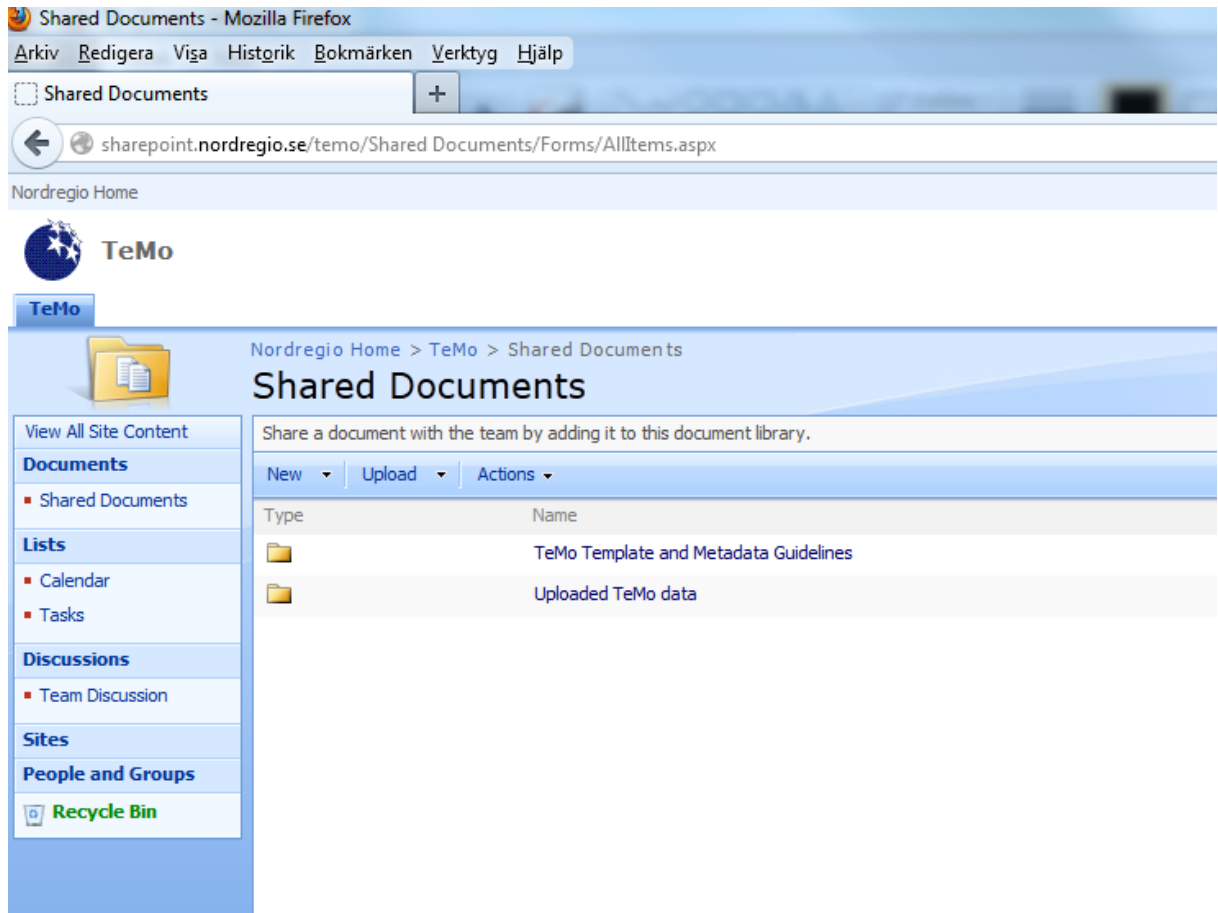 Shared Documents - Mozilla Firefox
Arkiv Redigera Visa Historik Bokmärken Verktyg Hjälp
Shared Documents +
sharepoint.nordregio.se/temo/Shared Documents/Forms/AllItems.aspx
Nordregio Home
TeMo
TeMo
Nordregio Home > TeMo > Shared Documents
Shared Documents
View All Site Content
Share a document with the team by adding it to this document library.
Documents
New Upload Actions
Shared Documents
Type Name
Lists
TeMo Template and Metadata Guidelines
Calendar
Uploaded TeMo data
Tasks
Discussions
Team Discussion
Sites
People and Groups
Recycle Bin